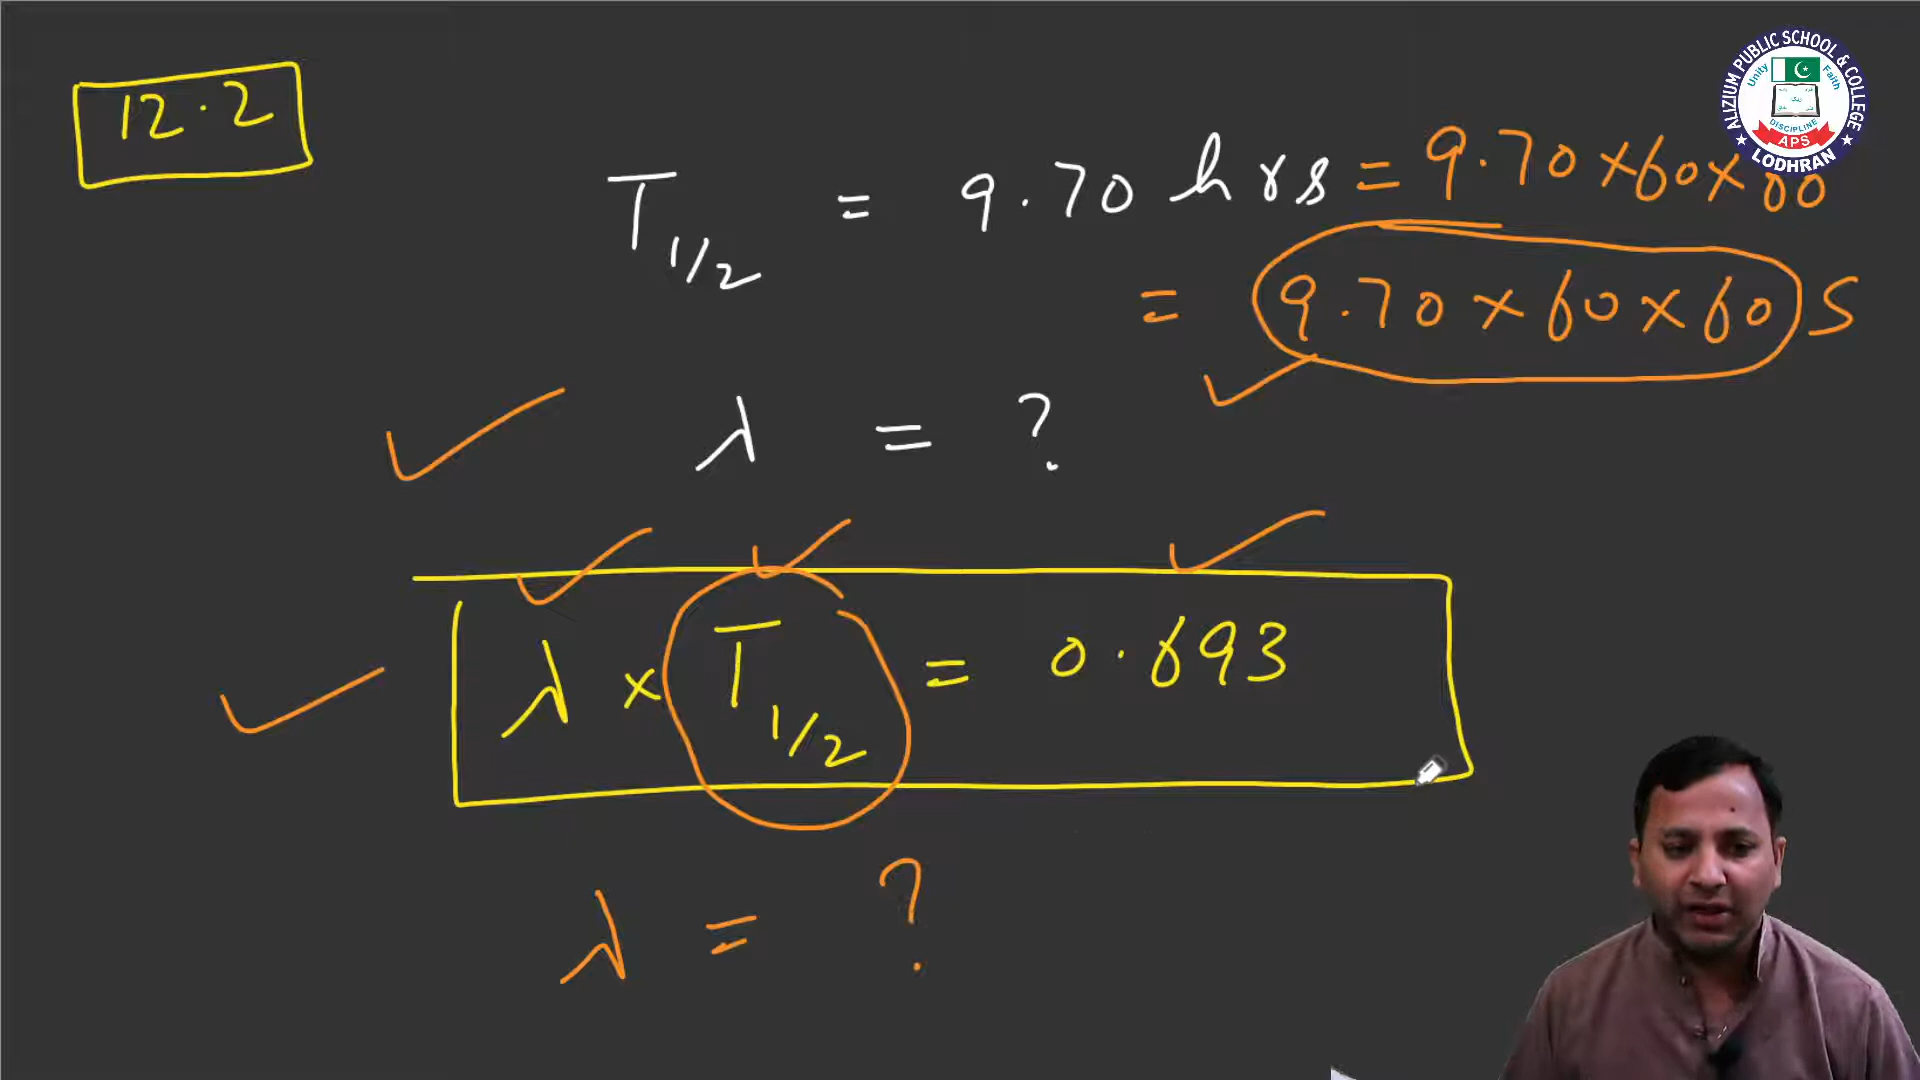 12.2
ALIZIUM PUBLIC SCHOOL & COLLEGE
Unity
Faith
DISCIPLINE
APS
LODHRAN
T1/2 = 9.70 hrs = 9.70 × 60 × 60
= 9.70 × 60 × 60 S
λ = ?
λ × T1/2 = 0.693
λ = ?